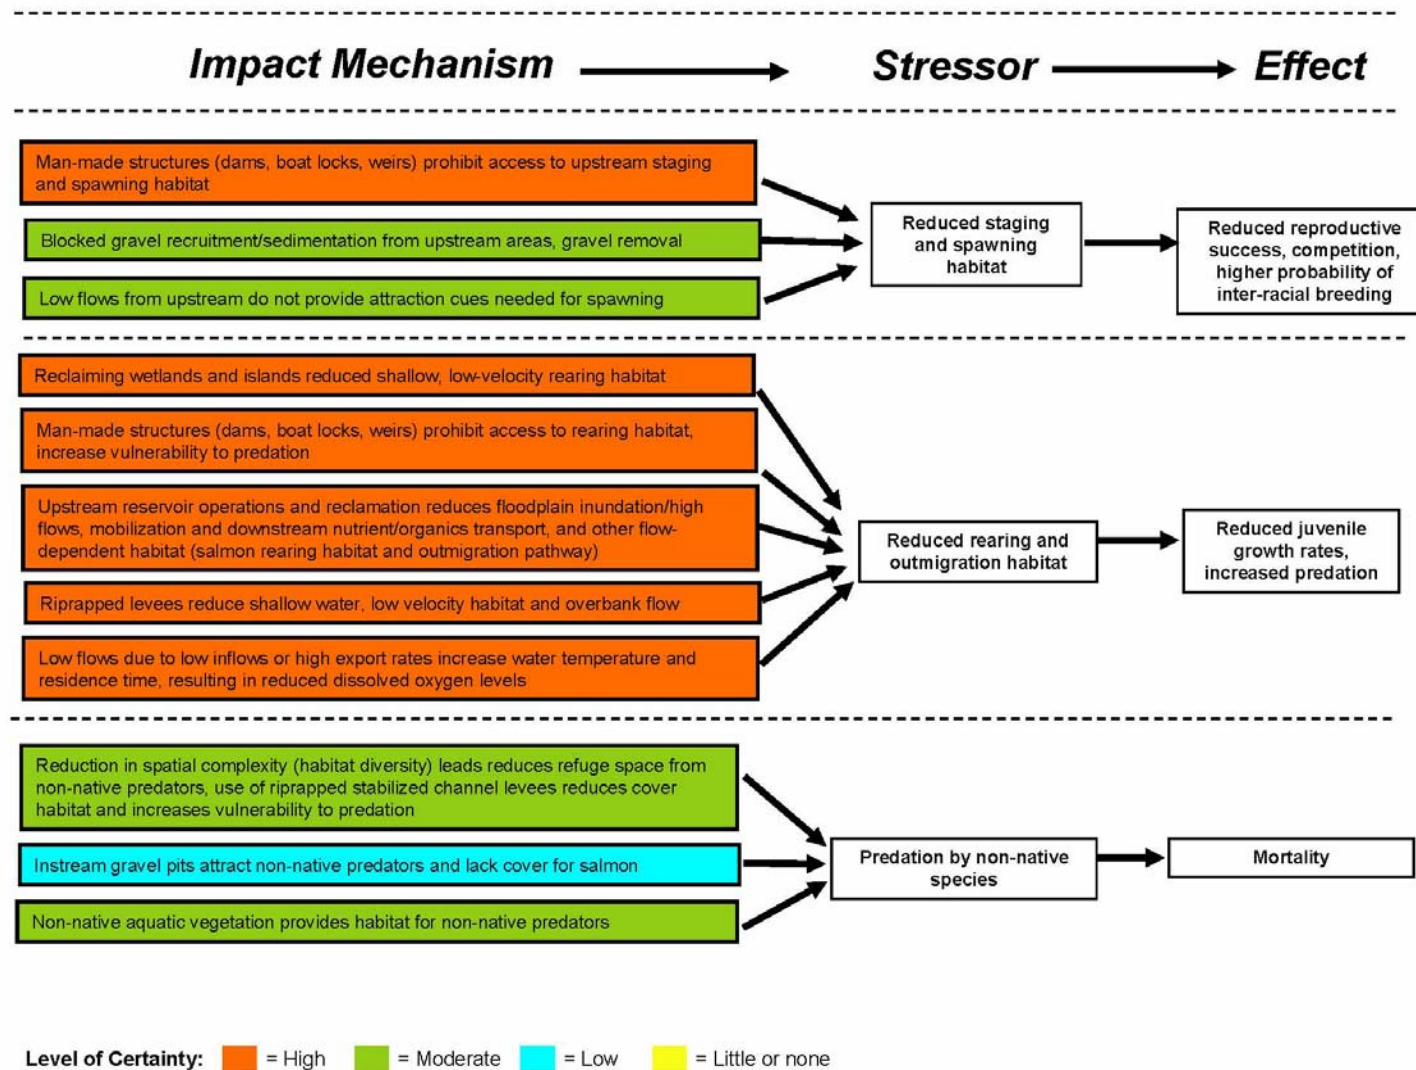 Impact Mechanism Stressor Effect
Man-made structures (dams, boat locks, weirs) prohibit access to upstream staging
and spawning habitat
Blocked gravel recruitment/sedimentation from upstream areas, gravel removal
Low flows from upstream do not provide attraction cues needed for spawning
Reduced staging
and spawning
habitat
Reduced reproductive
success, competition,
higher probability of
inter-racial breeding
Reclaiming wetlands and islands reduced shallow, low-velocity rearing habitat
Man-made structures (dams, boat locks, weirs) prohibit access to rearing habitat,
increase vulnerability to predation
Upstream reservoir operations and reclamation reduces floodplain inundation/high
flows, mobilization and downstream nutrient/organics transport, and other flow-
dependent habitat (salmon rearing habitat and outmigration pathway)
Riprapped levees reduce shallow water, low velocity habitat and overbank flow
Low flows due to low inflows or high export rates increase water temperature and
residence time, resulting in reduced dissolved oxygen levels
Reduced rearing and
outmigration habitat
Reduced juvenile
growth rates,
increased predation
Reduction in spatial complexity (habitat diversity) leads reduces refuge space from
non-native predators, use of riprapped stabilized channel levees reduces cover
habitat and increases vulnerability to predation
Instream gravel pits attract non-native predators and lack cover for salmon
Non-native aquatic vegetation provides habitat for non-native predators
Predation by non-native
species
Mortality
Level of Certainty: = High = Moderate = Low = Little or none